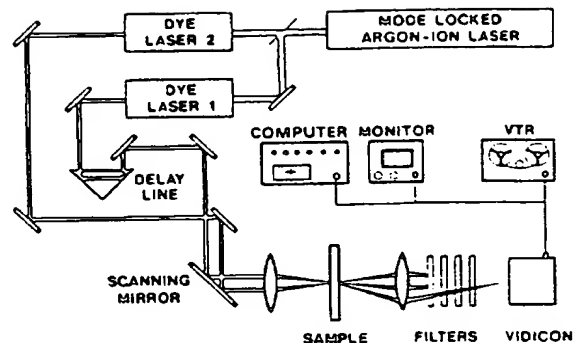 DYE
LASER 2
MODE LOCKED
ARGON-ION LASER
DYE
LASER 1
COMPUTER
MONITOR
VTR
DELAY
LINE
SCANNING
MIRROR
SAMPLE
FILTERS
VIDICON